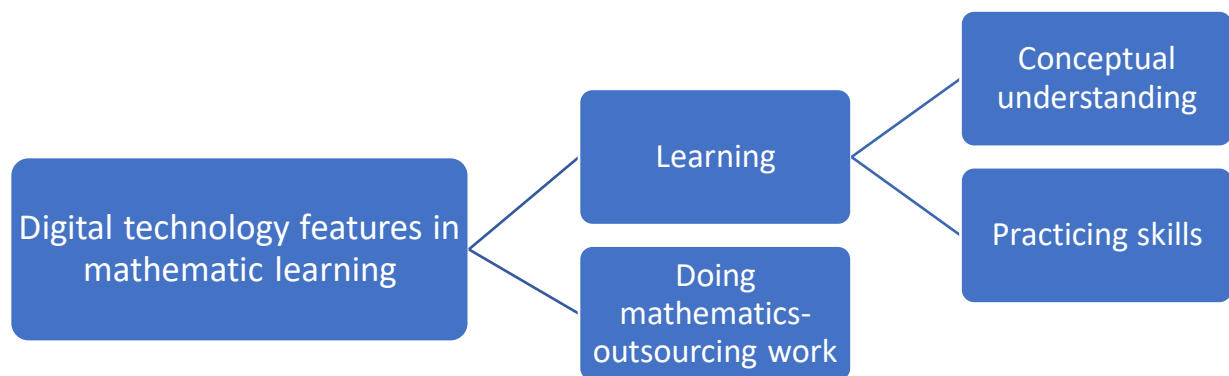 Digital technology features in
mathematic learning
Learning
Doing
mathematics-
outsourcing work
Conceptual
understanding
Practicing skills